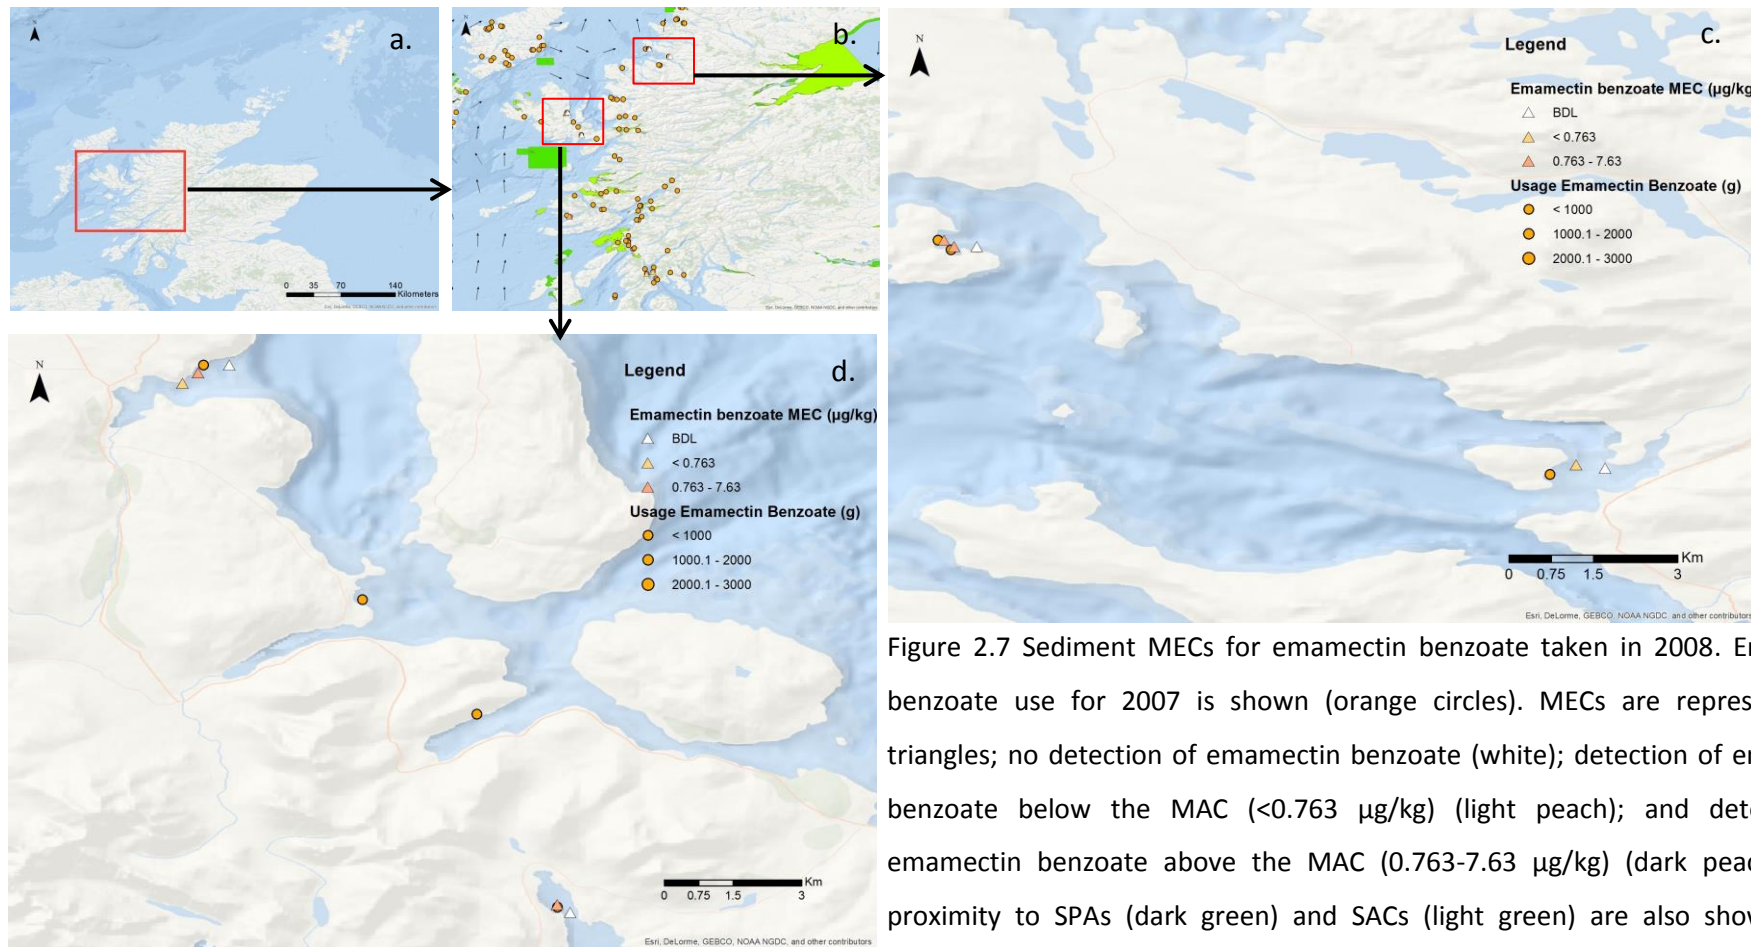 N
a.
0 35 70 140
Kilometers
N
b.
N
Legend
c.
Emamectin benzoate MEC (µg/kg
BDL
< 0.763
0.763 - 7.63
Usage Emamectin Benzoate (g)
< 1000
1000.1 - 2000
2000.1 - 3000
Km
0 0.75 1.5 3
Esri, DeLorme, GEBCO, NOAA NGDC, and other contributors
N
Legend
d.
Emamectin benzoate MEC (µg/kg)
BDL
< 0.763
0.763 - 7.63
Usage Emamectin Benzoate (g)
< 1000
1000.1 - 2000
2000.1 - 3000
Km
0 0.75 1.5 3
Esri, DeLorme, GEBCO, NOAA NGDC, and other contributors
Figure 2.7 Sediment MECs for emamectin benzoate taken in 2008. En
benzoate use for 2007 is shown (orange circles). MECs are repres
triangles; no detection of emamectin benzoate (white); detection of en
benzoate below the MAC (<0.763 µg/kg) (light peach); and det
emamectin benzoate above the MAC (0.763-7.63 µg/kg) (dark peac
proximity to SPAs (dark green) and SACs (light green) are also show